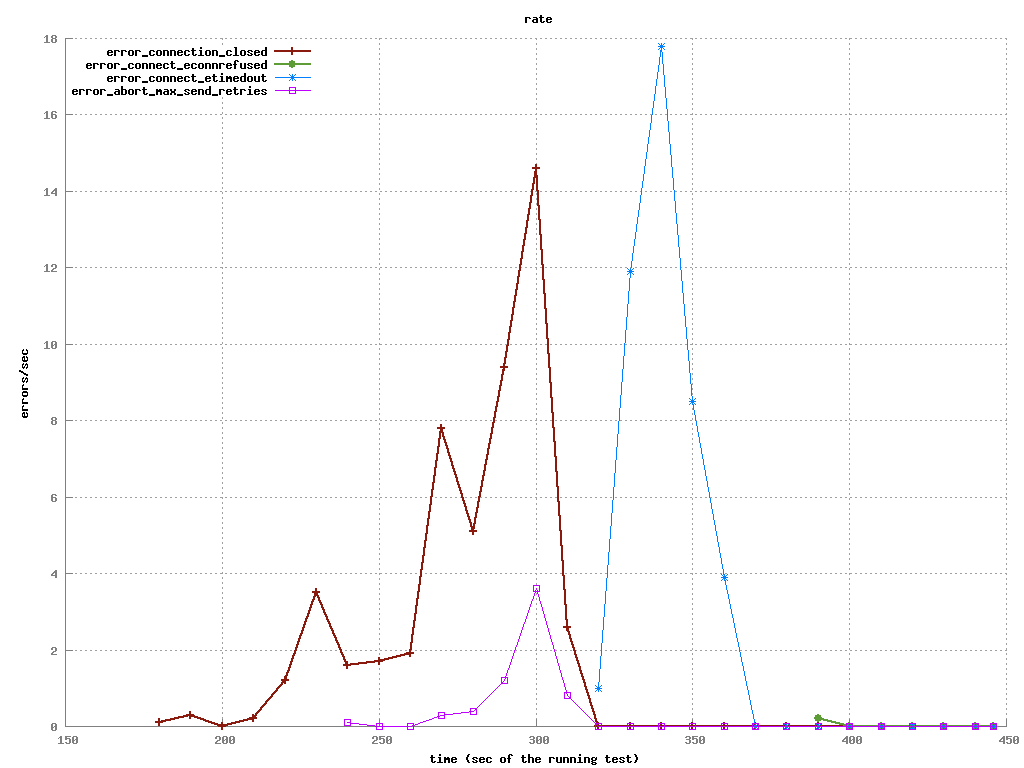 rate
18
error_connection_closed
error_connect_econnrefused
error_connect_etimedout
error_abort_max_send_retries
16
14
12
10
errors/sec
8
6
4
2
0
150 200 250 300 350 400 450
time (sec of the running test)